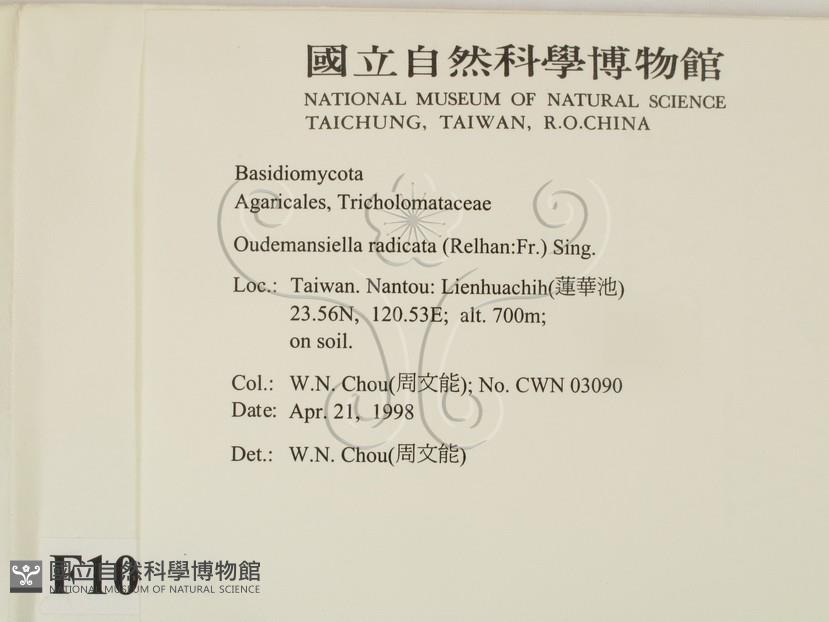 國立自然科學博物館
NATIONAL MUSEUM OF NATURAL SCIENCE
TAICHUNG, TAIWAN, R.O.CHINA
Basidiomycota
Agaricales, Tricholomataceae
Oudemansiella radicata (Relhan:Fr.) Sing.
Loc.: Taiwan. Nantou: Lienhuachih(蓮華池)
23.56N, 120.53E; alt. 700m;
on soil.
Col.: W.N. Chou(周文能); No. CWN 03090
Date: Apr. 21, 1998
Det.: W.N. Chou(周文能)
F10
國立自然科學博物館
NATIONAL MUSEUM OF NATURAL SCIENCE